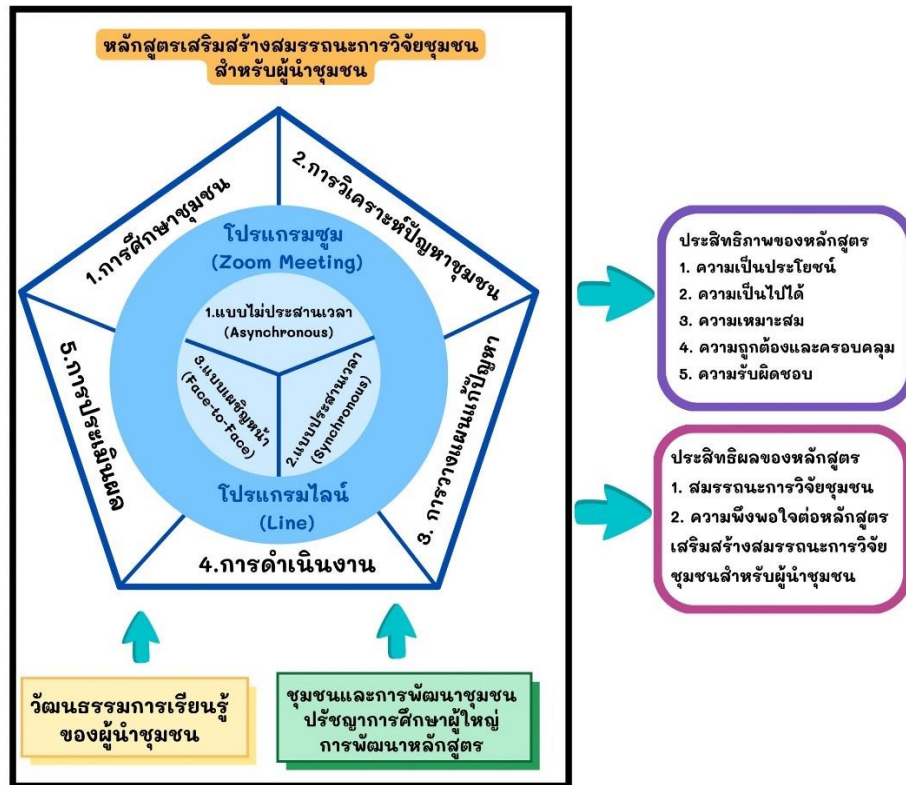 หลักสูตรเสริมสร้างสมรรถนะการวิจัยชุมชน
สำหรับผู้นำชุมชน
1.การศึกษาชุมชน
2.การวิเคราะห์ปัญหาชุมชน
3. การวางแผนแก้ปัญหา
4.การดำเนินงาน
5.การประเมินผล
โปรแกรมซูม
(Zoom Meeting)
1.แบบไม่ประสานเวลา
(Asynchronous)
2.แบบประสานเวลา
(Synchronous)
3.แบบเผชิญหน้า
(Face-to-Face)
โปรแกรมไลน์
(Line)
วัฒนธรรมการเรียนรู้
ของผู้นำชุมชน
ชุมชนและการพัฒนาชุมชน
ปรัชญาการศึกษาผู้ใหญ่
การพัฒนาหลักสูตร
ประสิทธิภาพของหลักสูตร
1. ความเป็นประโยชน์
2. ความเป็นไปได้
3. ความเหมาะสม
4. ความถูกต้องและครอบคลุม
5. ความรับผิดชอบ
ประสิทธิผลของหลักสูตร
1. สมรรถนะการวิจัยชุมชน
2. ความพึงพอใจต่อหลักสูตร
เสริมสร้างสมรรถนะการวิจัย
ชุมชนสำหรับผู้นำชุมชน